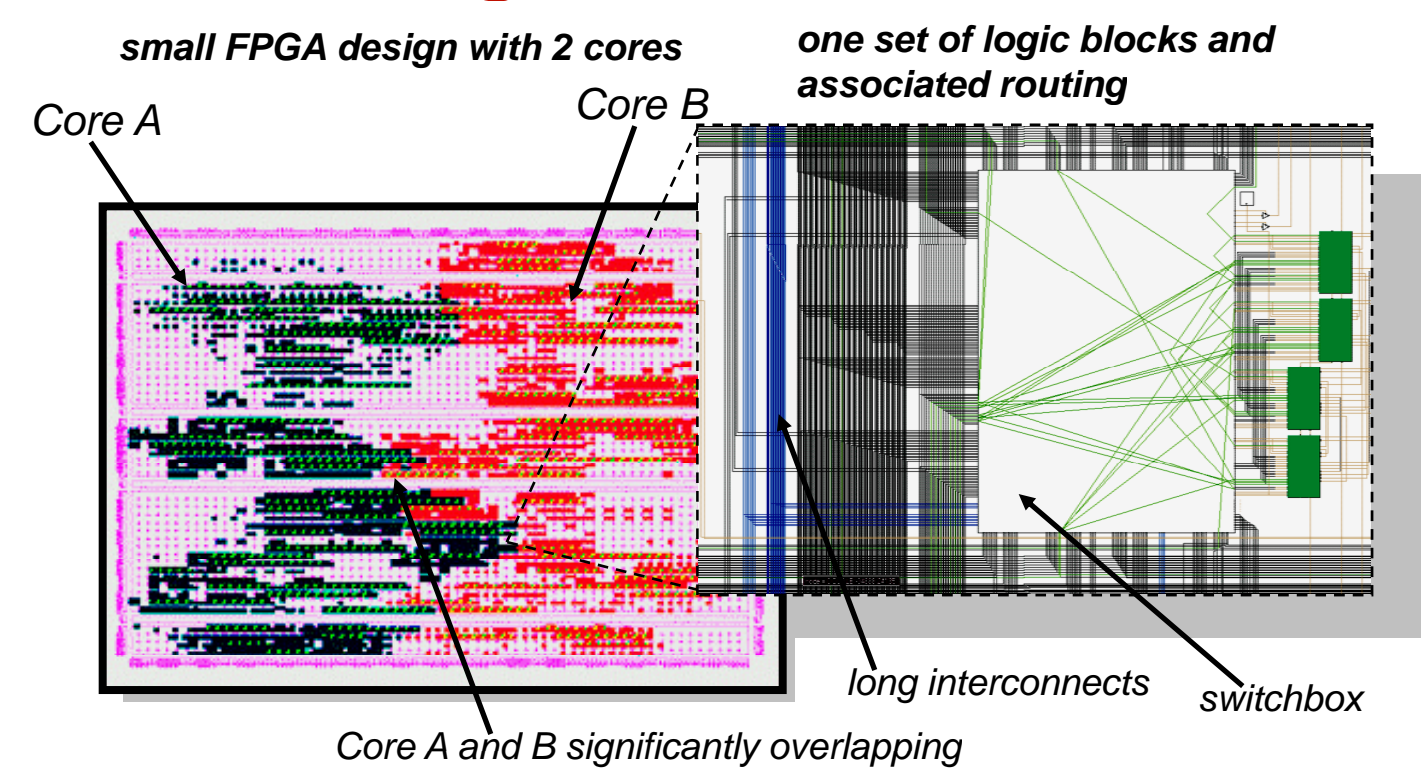 small FPGA design with 2 cores
one set of logic blocks and
associated routing
Core A
Core B
long interconnects
switchbox
Core A and B significantly overlapping